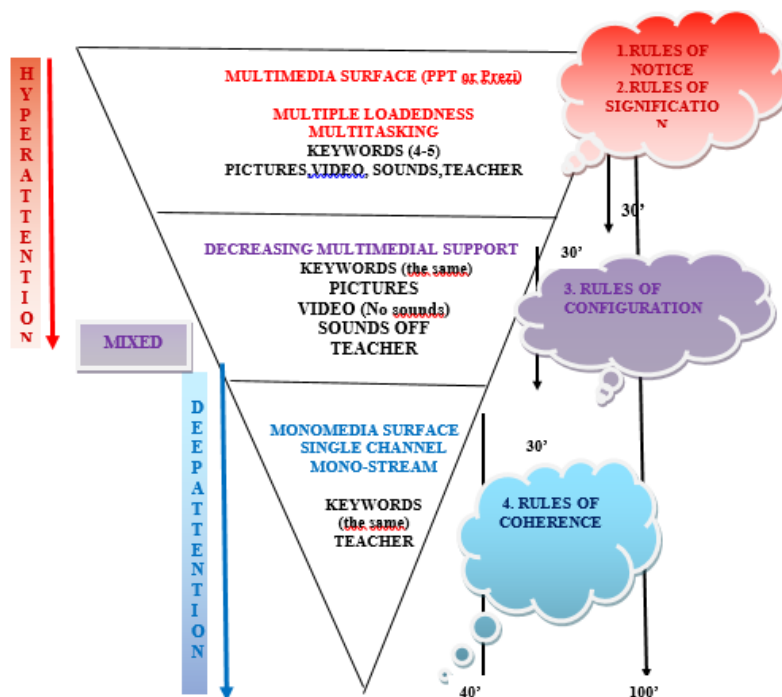 HYPERATTENTION
MULTIMEDIA SURFACE (PPT or Prezi)
MULTIPLE LOADEDNESS
MULTITASKING
KEYWORDS (4-5)
PICTURES,VIDEO, SOUNDS,TEACHER
1.RULES OF
NOTICE
2.RULES OF
SIGNIFICATIO
N
30’
DECREASING MULTIMEDIAL SUPPORT
KEYWORDS (the same)
PICTURES
VIDEO (No sounds)
SOUNDS OFF
TEACHER
30’
3. RULES OF
CONFIGURATION
MIXED
DEEPATTENTION
MONOMEDIA SURFACE
SINGLE CHANNEL
MONO-STREAM
KEYWORDS
(the same)
TEACHER
30’
4. RULES OF
COHERENCE
40’
100’